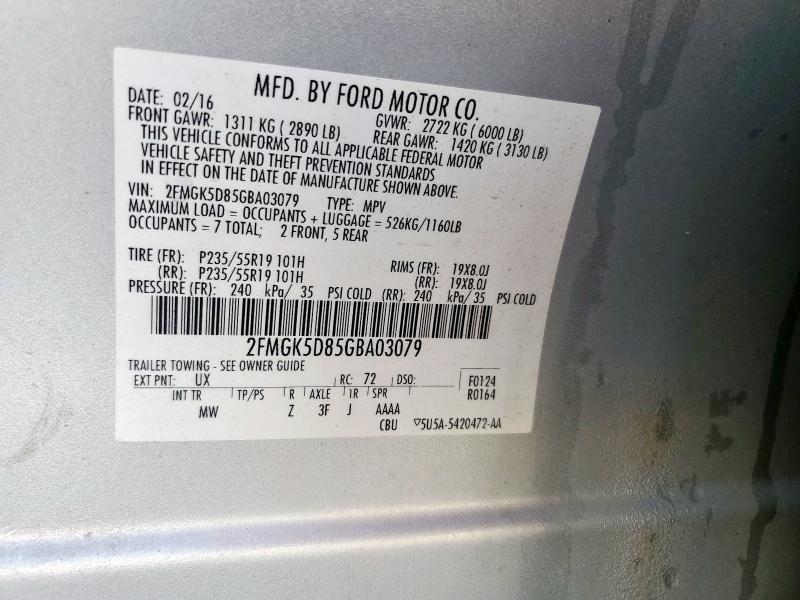 MFD. BY FORD MOTOR CO.
DATE: 02/16 GVWR: 2722 KG ( 6000 LB)
FRONT GAWR: 1311 KG ( 2890 LB) REAR GAWR: 1420 KG ( 3130 LB)
THIS VEHICLE CONFORMS TO ALL APPLICABLE FEDERAL MOTOR
VEHICLE SAFETY AND THEFT PREVENTION STANDARDS
IN EFFECT ON THE DATE OF MANUFACTURE SHOWN ABOVE.
VIN: 2FMGK5D85GBA03079 TYPE: MPV
MAXIMUM LOAD = OCCUPANTS + LUGGAGE = 526KG/1160LB
OCCUPANTS = 7 TOTAL; 2 FRONT, 5 REAR
TIRE (FR): P235/55R19 101H RIMS (FR): 19X8.0J
(RR): P235/55R19 101H (RR): 19X8.0J
PRESSURE (FR): 240 kPa/ 35 PSI COLD (RR): 240 kPa/ 35 PSI COLD
2FMGK5D85GBA03079
TRAILER TOWING - SEE OWNER GUIDE
EXT PNT: UX RC: 72 DSO: F0124
INT TR TP/PS R AXLE TR SPR R0164
MW Z 3F J AAAA
CBU ▽5U5A-5420472-AA